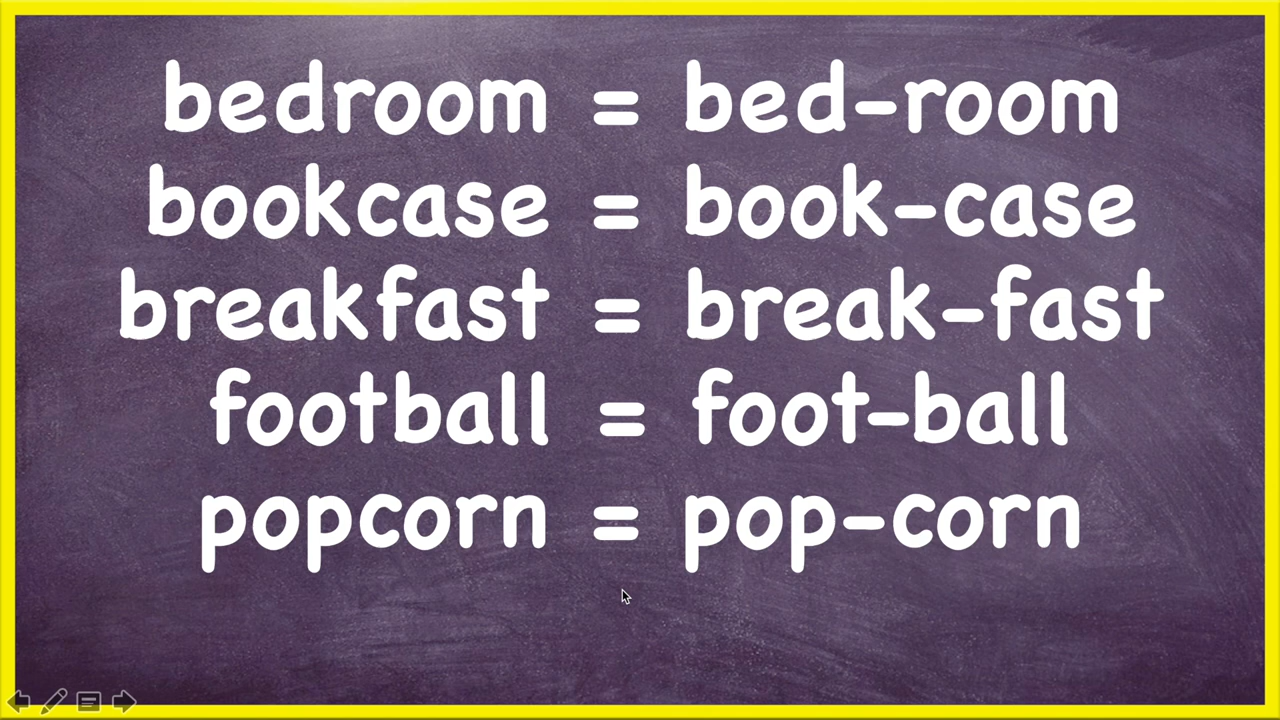 bedroom = bed-room
bookcase = book-case
breakfast = break-fast
football = foot-ball
popcorn = pop-corn